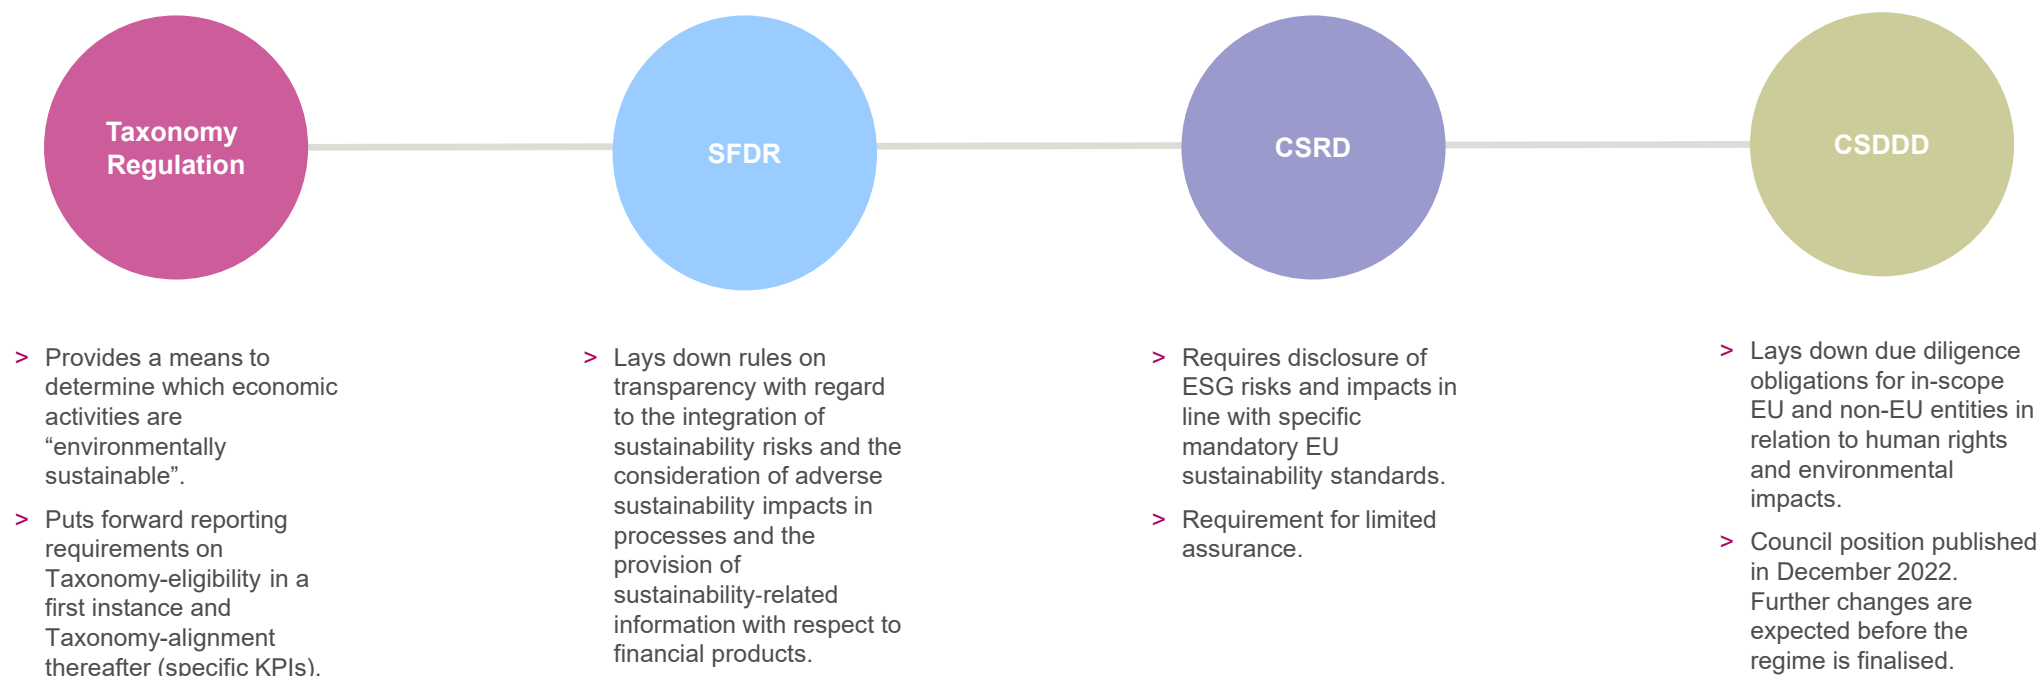 Taxonomy
Regulation
SFDR
CSRD
CSDDD
> Provides a means to
determine which economic
activities are
“environmentally
sustainable”.
> Puts forward reporting
requirements on
Taxonomy-eligibility in a
first instance and
Taxonomy-alignment
thereafter (specific KPIs).
> Lays down rules on
transparency with regard
to the integration of
sustainability risks and the
consideration of adverse
sustainability impacts in
processes and the
provision of
sustainability-related
information with respect to
financial products.
> Requires disclosure of
ESG risks and impacts in
line with specific
mandatory EU
sustainability standards.
> Requirement for limited
assurance.
> Lays down due diligence
obligations for in-scope
EU and non-EU entities in
relation to human rights
and environmental
impacts.
> Council position published
in December 2022.
Further changes are
expected before the
regime is finalised.